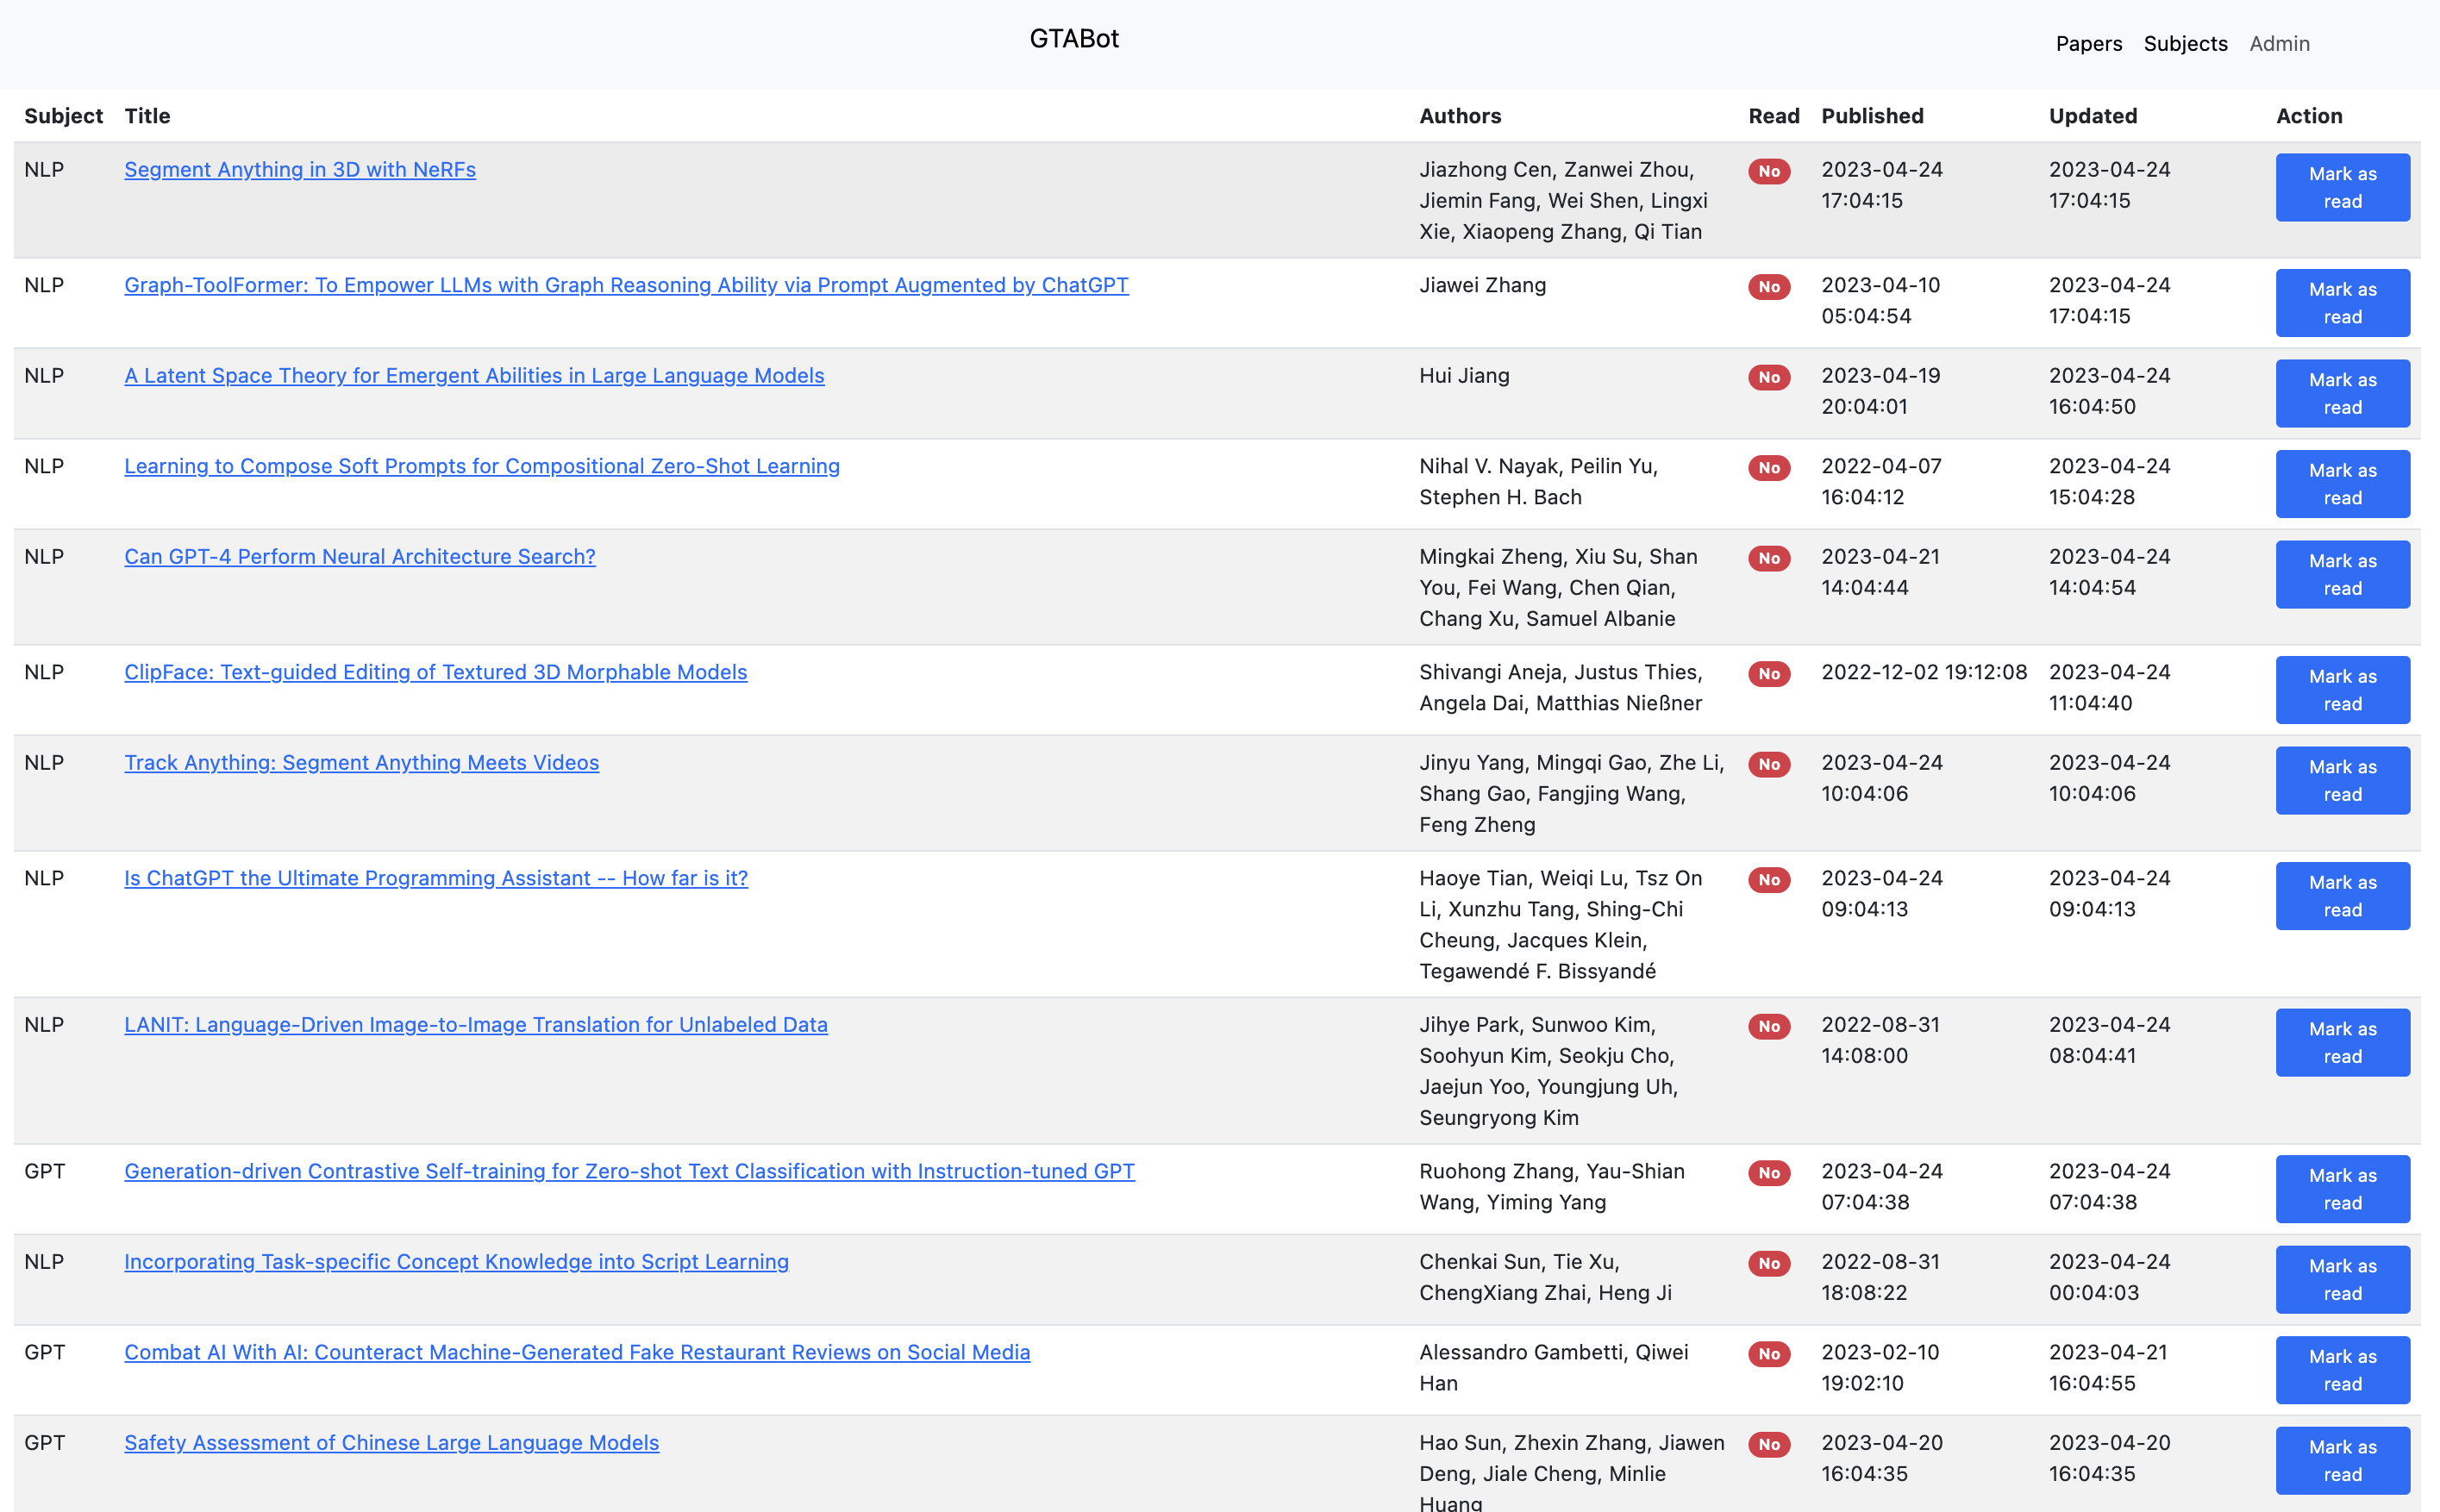 GTABot
Papers Subjects Admin
Subject Title Authors Read Published Updated Action
NLP Segment Anything in 3D with NeRFs Jiazhong Cen, Zanwei Zhou, No 2023-04-24 2023-04-24 Mark as
Jiemin Fang, Wei Shen, Lingxi 17:04:15 17:04:15 read
Xie, Xiaopeng Zhang, Qi Tian
NLP Graph-ToolFormer: To Empower LLMs with Graph Reasoning Ability via Prompt Augmented by ChatGPT Jiawei Zhang No 2023-04-10 2023-04-24 Mark as
05:04:54 17:04:15 read
NLP A Latent Space Theory for Emergent Abilities in Large Language Models Hui Jiang No 2023-04-19 2023-04-24 Mark as
20:04:01 16:04:50 read
NLP Learning to Compose Soft Prompts for Compositional Zero-Shot Learning Nihal V. Nayak, Peilin Yu, No 2022-04-07 2023-04-24 Mark as
Stephen H. Bach 16:04:12 15:04:28 read
NLP Can GPT-4 Perform Neural Architecture Search? Mingkai Zheng, Xiu Su, Shan No 2023-04-21 2023-04-24 Mark as
You, Fei Wang, Chen Qian, 14:04:44 14:04:54 read
Chang Xu, Samuel Albanie
NLP ClipFace: Text-guided Editing of Textured 3D Morphable Models Shivangi Aneja, Justus Thies, No 2022-12-02 19:12:08 2023-04-24 Mark as
Angela Dai, Matthias Nießner 11:04:40 read
NLP Track Anything: Segment Anything Meets Videos Jinyu Yang, Mingqi Gao, Zhe Li, No 2023-04-24 2023-04-24 Mark as
Shang Gao, Fangjing Wang, 10:04:06 10:04:06 read
Feng Zheng
NLP Is ChatGPT the Ultimate Programming Assistant -- How far is it? Haoye Tian, Weiqi Lu, Tsz On No 2023-04-24 2023-04-24 Mark as
Li, Xunzhu Tang, Shing-Chi 09:04:13 09:04:13 read
Cheung, Jacques Klein,
Tegawendé F. Bissyandé
NLP LANIT: Language-Driven Image-to-Image Translation for Unlabeled Data Jihye Park, Sunwoo Kim, No 2022-08-31 2023-04-24 Mark as
Soohyun Kim, Seokju Cho, 14:08:00 08:04:41 read
Jaejun Yoo, Youngjung Uh,
Seungryong Kim
GPT Generation-driven Contrastive Self-training for Zero-shot Text Classification with Instruction-tuned GPT Ruohong Zhang, Yau-Shian No 2023-04-24 2023-04-24 Mark as
Wang, Yiming Yang 07:04:38 07:04:38 read
NLP Incorporating Task-specific Concept Knowledge into Script Learning Chenkai Sun, Tie Xu, No 2022-08-31 2023-04-24 Mark as
ChengXiang Zhai, Heng Ji 18:08:22 00:04:03 read
GPT Combat AI With AI: Counteract Machine-Generated Fake Restaurant Reviews on Social Media Alessandro Gambetti, Qiwei No 2023-02-10 2023-04-21 Mark as
Han 19:02:10 16:04:55 read
GPT Safety Assessment of Chinese Large Language Models Hao Sun, Zhexin Zhang, Jiawen No 2023-04-20 2023-04-20 Mark as
Deng, Jiale Cheng, Minlie 16:04:35 16:04:35 read
Huang